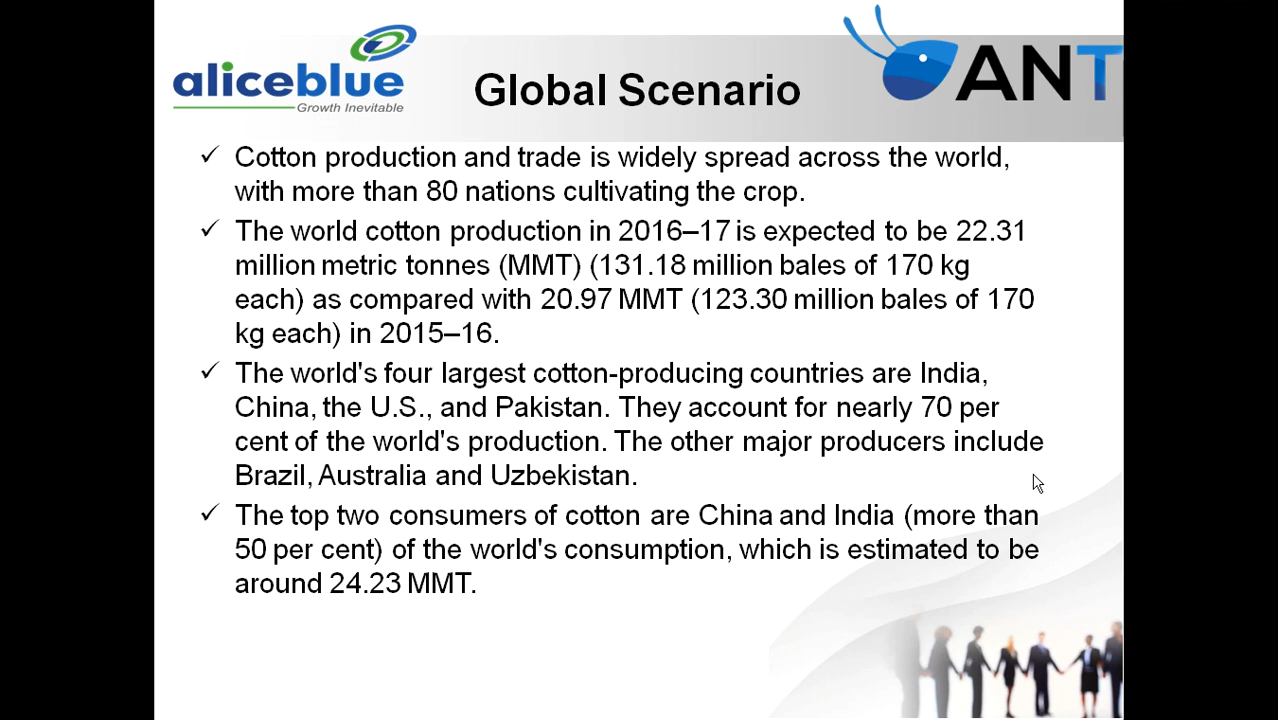 aliceblue
Growth Inevitable
Global Scenario
ANT
✓ Cotton production and trade is widely spread across the world,
with more than 80 nations cultivating the crop.
✓ The world cotton production in 2016–17 is expected to be 22.31
million metric tonnes (MMT) (131.18 million bales of 170 kg
each) as compared with 20.97 MMT (123.30 million bales of 170
kg each) in 2015–16.
✓ The world's four largest cotton-producing countries are India,
China, the U.S., and Pakistan. They account for nearly 70 per
cent of the world's production. The other major producers include
Brazil, Australia and Uzbekistan.
✓ The top two consumers of cotton are China and India (more than
50 per cent) of the world's consumption, which is estimated to be
around 24.23 MMT.